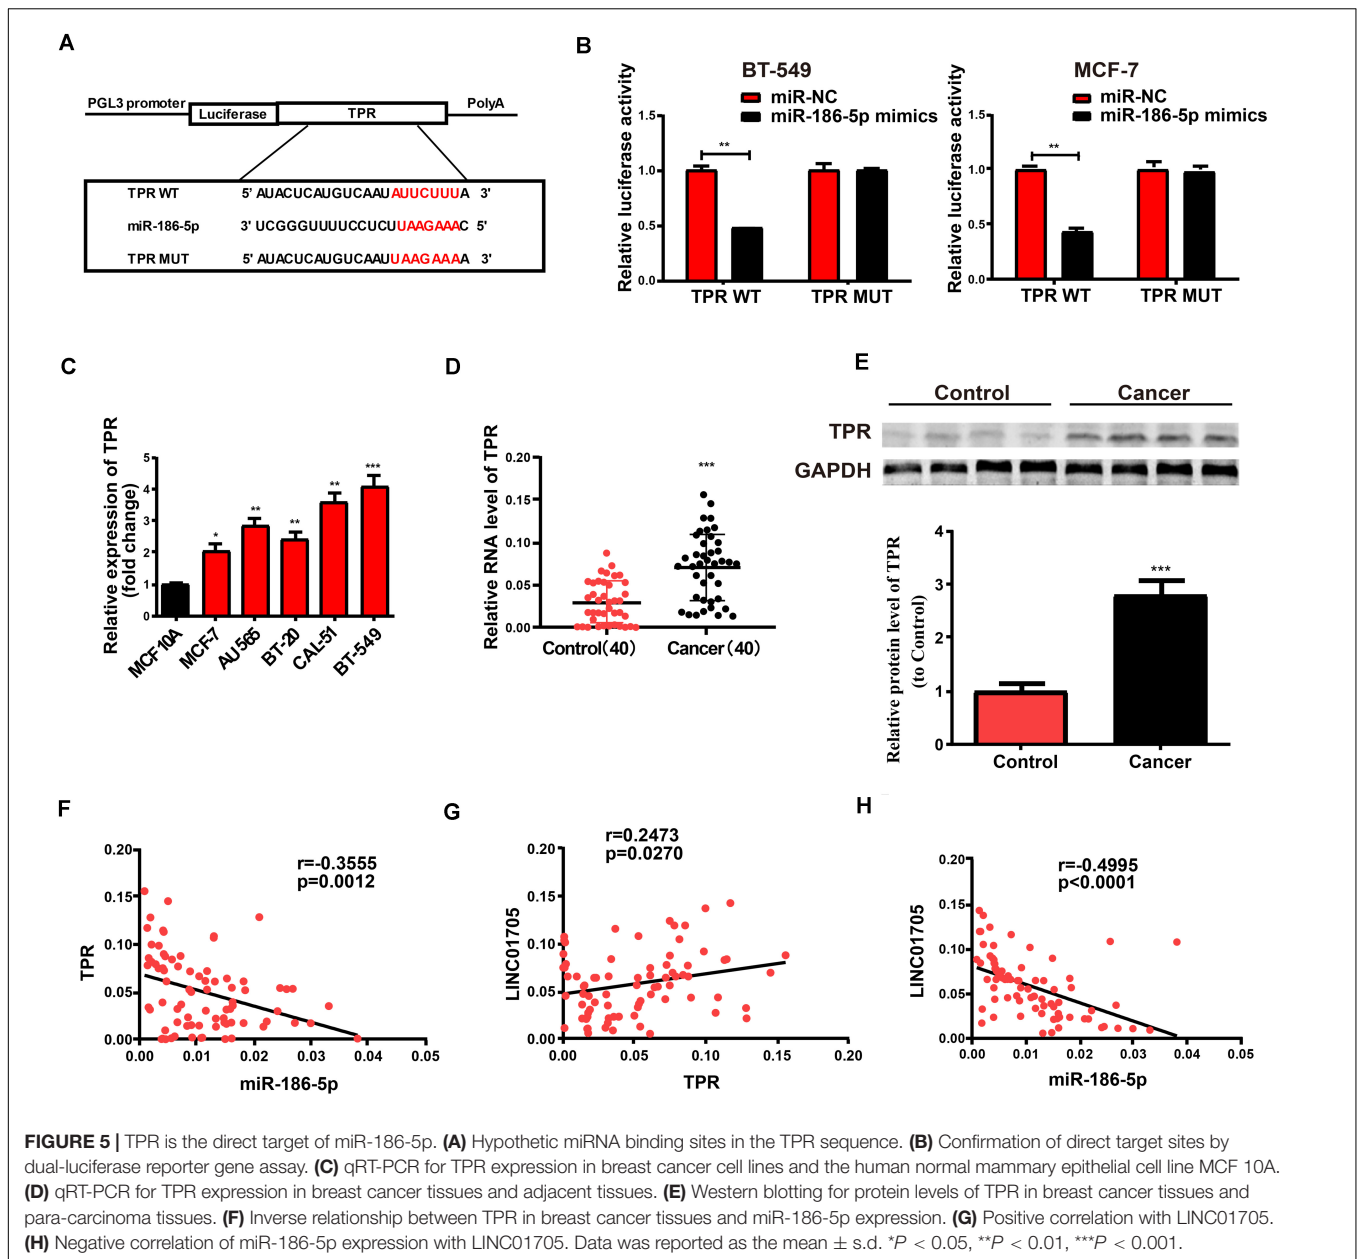 A
PGL3 promoter
Luciferase
TPR
PolyA
TPR WT 5' AUACUCAUGUCAAUAUUCUUUA 3'
miR-186-5p 3' UCGGGUUUUCCUCUUAAGAAAC 5'
TPR MUT 5' AUACUCAUGUCAAUUAAGAAAA 3'
B
BT-549
miR-NC
miR-186-5p mimics
Relative luciferase activity
1.5
1.0
0.5
0.0
**
TPR WT
TPR MUT
MCF-7
miR-NC
miR-186-5p mimics
Relative luciferase activity
1.5
1.0
0.5
0.0
**
TPR WT
TPR MUT
C
Relative expression of TPR
(fold change)
5
4
3
2
1
0
*
**
**
**
***
MCF10A
MCF-7
AU565
BT-20
CAL-51
BT-549
D
Relative RNA level of TPR
0.20
0.15
0.10
0.05
0.00
***
Control(40)
Cancer(40)
E
Control
Cancer
TPR
GAPDH
Relative protein level of TPR
(to Control)
4
3
2
1
0
***
Control
Cancer
F
r=-0.3555
p=0.0012
TPR
0.20
0.15
0.10
0.05
0.00
0.00 0.01 0.02 0.03 0.04 0.05
miR-186-5p
G
r=0.2473
p=0.0270
LINC01705
0.20
0.15
0.10
0.05
0.00
0.00 0.05 0.10 0.15 0.20
TPR
H
r=-0.4995
p<0.0001
LINC01705
0.20
0.15
0.10
0.05
0.00
0.00 0.01 0.02 0.03 0.04 0.05
miR-186-5p
FIGURE 5 | TPR is the direct target of miR-186-5p. (A) Hypothetic miRNA binding sites in the TPR sequence. (B) Confirmation of direct target sites by
dual-luciferase reporter gene assay. (C) qRT-PCR for TPR expression in breast cancer cell lines and the human normal mammary epithelial cell line MCF 10A.
(D) qRT-PCR for TPR expression in breast cancer tissues and adjacent tissues. (E) Western blotting for protein levels of TPR in breast cancer tissues and
para-carcinoma tissues. (F) Inverse relationship between TPR in breast cancer tissues and miR-186-5p expression. (G) Positive correlation with LINC01705.
(H) Negative correlation of miR-186-5p expression with LINC01705. Data was reported as the mean ± s.d. *P < 0.05, **P < 0.01, ***P < 0.001.